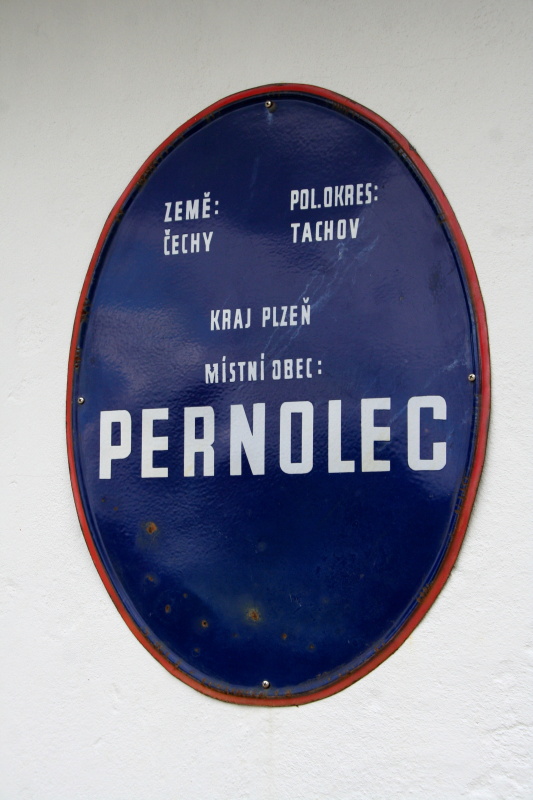 ZEMĚ: POL.OKRES:
ČECHY TACHOV
KRAJ PLZEŇ
MÍSTNÍ OBEC:
PERNOLEC